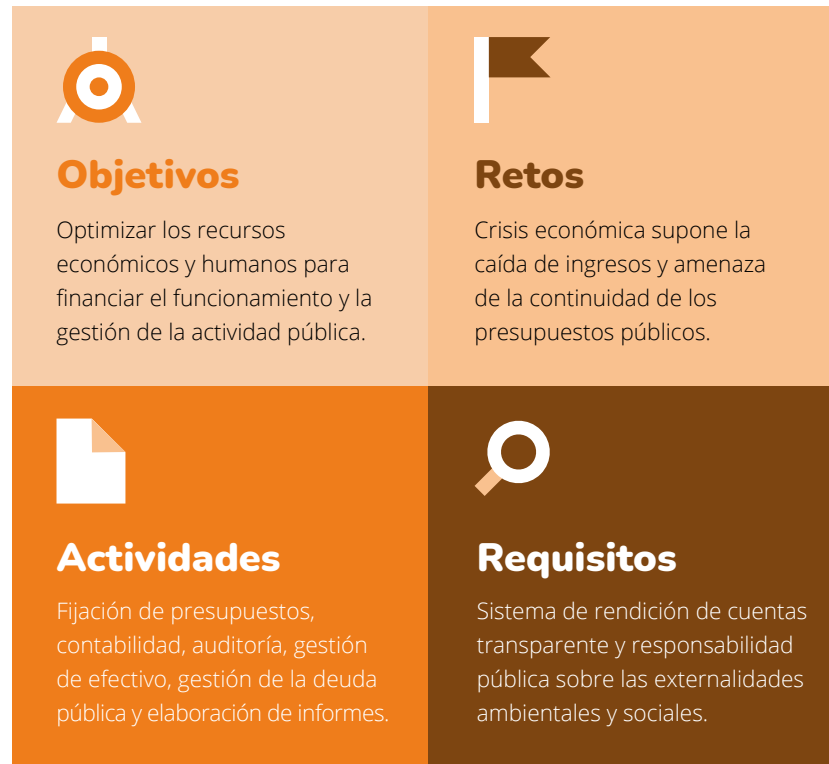 Objetivos
Optimizar los recursos
económicos y humanos para
financiar el funcionamiento y la
gestión de la actividad pública.
Retos
Crisis económica supone la
caída de ingresos y amenaza
de la continuidad de los
presupuestos públicos.
Actividades
Fijación de presupuestos,
contabilidad, auditoría, gestión
de efectivo, gestión de la deuda
pública y elaboración de informes.
Requisitos
Sistema de rendición de cuentas
transparente y responsabilidad
pública sobre las externalidades
ambientales y sociales.